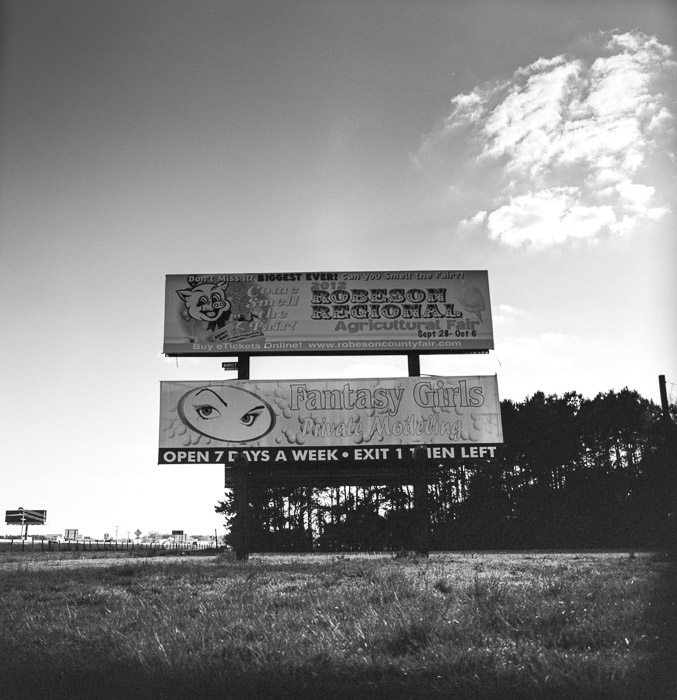 Don't Miss It! BIGGEST EVER! Can You Smell the Fair?!
Come
Smell
the
Fair!
2012
ROBESON
REGIONAL
Agricultural Fair
Sept 28- Oct 6
Buy eTickets Online! www.robesoncountyfair.com
Fantasy Girls
Private Modeling
OPEN 7 DAYS A WEEK • EXIT 1 THEN LEFT